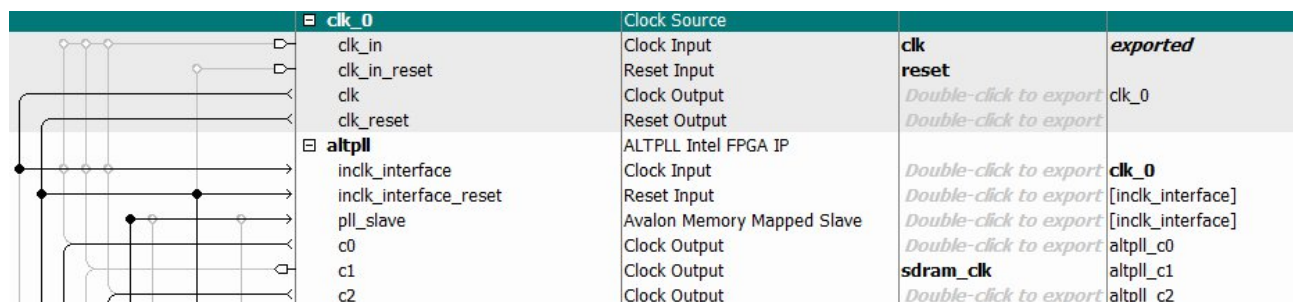 clk_0 Clock Source
clk_in Clock Input clk exported
clk_in_reset Reset Input reset
clk Clock Output Double-click to export clk_0
clk_reset Reset Output Double-click to export
altpll ALTPLL Intel FPGA IP
inclk_interface Clock Input Double-click to export clk_0
inclk_interface_reset Reset Input Double-click to export [inclk_interface]
pll_slave Avalon Memory Mapped Slave Double-click to export [inclk_interface]
c0 Clock Output Double-click to export altpll_c0
c1 Clock Output sdram_clk altpll_c1
c2 Clock Output Double-click to export altpll_c2